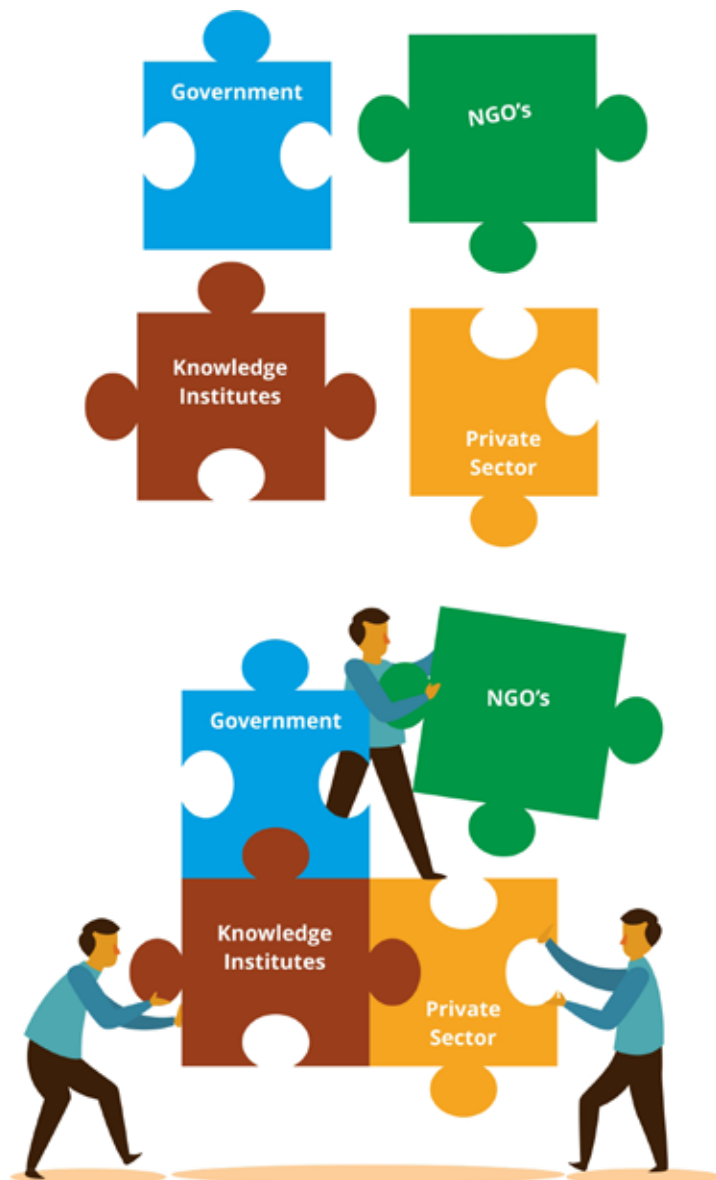 Government
NGO's
Knowledge
Institutes
Private
Sector
Government
NGO's
Knowledge
Institutes
Private
Sector